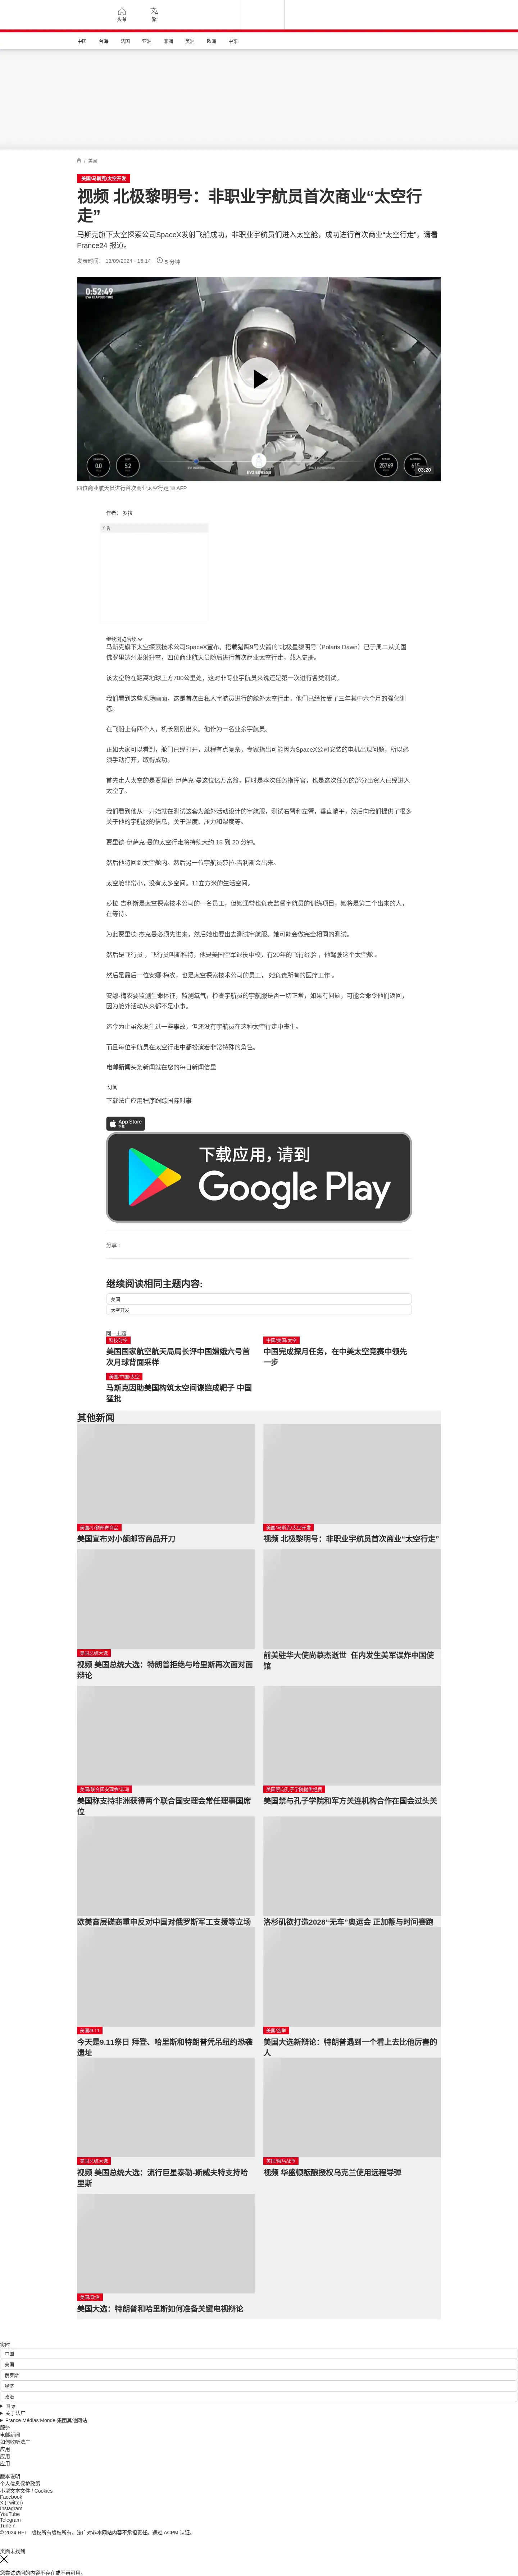 头条
繁
中国
台海
法国
亚洲
非洲
美洲
欧洲
中东
/ 美国
美国/马斯克/太空开发
视频 北极黎明号：非职业宇航员首次商业“太空行走”
马斯克旗下太空探索公司SpaceX发射飞船成功，非职业宇航员们进入太空舱，成功进行首次商业“太空行走”，请看France24 报道。
发表时间： 13/09/2024 - 15:14
5 分钟
0:52:49
EVA ELAPSED TIME
0.0
5.2
EV2 EGRESS
25769
615
03:20
四位商业航天员进行首次商业太空行走 © AFP
作者： 罗拉
广告
继续浏览后续
马斯克旗下太空探索技术公司SpaceX宣布，搭载猎鹰9号火箭的“北极星黎明号”（Polaris Dawn）已于周二从美国佛罗里达州发射升空，四位商业航天员随后进行首次商业太空行走，载入史册。
该太空舱在距离地球上方700公里处，这对非专业宇航员来说还是第一次进行各类测试。
我们看到这些现场画面，这是首次由私人宇航员进行的舱外太空行走，他们已经接受了三年其中六个月的强化训练。
在飞船上有四个人，机长刚刚出来。他作为一名业余宇航员。
正如大家可以看到，舱门已经打开，过程有点复杂，专家指出可能因为SpaceX公司安装的电机出现问题，所以必须手动打开，取得成功。
首先走人太空的是贾里德-伊萨克-曼这位亿万富翁，同时是本次任务指挥官，也是这次任务的部分出资人已经进入太空了。
我们看到他从一开始就在测试这套为舱外活动设计的宇航服，测试右臂和左臂，垂直躺平，然后向我们提供了很多关于他的宇航服的信息，关于温度、压力和湿度等。
贾里德-伊萨克-曼的太空行走将持续大约 15 到 20 分钟。
然后他将回到太空舱内。然后另一位宇航员莎拉-吉利斯会出来。
太空舱非常小，没有太多空间。11立方米的生活空间。
莎拉-吉利斯是太空探索技术公司的一名员工，但她通常也负责监督宇航员的训练项目，她将是第二个出来的人，在等待。
为此贾里德-杰克曼必须先进来，然后她也要出去测试宇航服。她可能会做完全相同的测试。
然后是飞行员 。飞行员叫斯科特，他是美国空军退役中校，有20年的飞行经验 ，他驾驶这个太空舱 。
然后是最后一位安娜-梅农，也是太空探索技术公司的员工， 她负责所有的医疗工作 。
安娜-梅农要监测生命体征，监测氧气，检查宇航员的宇航服是否一切正常，如果有问题，可能会命令他们返回，因为舱外活动从来都不是小事。
迄今为止虽然发生过一些事故，但还没有宇航员在这种太空行走中丧生。
而且每位宇航员在太空行走中都扮演着非常特殊的角色。
电邮新闻头条新闻就在您的每日新闻信里
订阅
下载法广应用程序跟踪国际时事
App Store
下载
下载应用，请到
Google Play
分享 :
继续阅读相同主题内容:
美国
太空开发
同一主题
科技时空
美国国家航空航天局局长评中国嫦娥六号首次月球背面采样
中国/美国/太空
中国完成探月任务，在中美太空竞赛中领先一步
美国/中国/太空
马斯克因助美国构筑太空间谍链成靶子 中国猛批
其他新闻
美国/小额邮寄商品
美国宣布对小额邮寄商品开刀
美国/马斯克/太空开发
视频 北极黎明号：非职业宇航员首次商业“太空行走”
美国总统大选
视频 美国总统大选：特朗普拒绝与哈里斯再次面对面辩论
前美驻华大使尚慕杰逝世 任内发生美军误炸中国使馆
美国/联合国安理会/非洲
美国称支持非洲获得两个联合国安理会常任理事国席位
美国禁向孔子学院提供经费
美国禁与孔子学院和军方关连机构合作在国会过头关
欧美高层磋商重申反对中国对俄罗斯军工支援等立场
洛杉矶欲打造2028“无车”奥运会 正加鞭与时间赛跑
美国/9.11
今天是9.11祭日 拜登、哈里斯和特朗普凭吊纽约恐袭遗址
美国/选举
美国大选新辩论：特朗普遇到一个看上去比他厉害的人
美国总统大选
视频 美国总统大选：流行巨星泰勒-斯威夫特支持哈里斯
美国/俄乌战争
视频 华盛顿酝酿授权乌克兰使用远程导弹
美国/政治
美国大选：特朗普和哈里斯如何准备关键电视辩论
实时
中国
美国
俄罗斯
经济
政治
国际
关于法广
France Médias Monde 集团其他网站
服务
电邮新闻
如何收听法广
应用
应用
应用
版本说明
个人信息保护政策
小型文本文件 / Cookies
Facebook
X (Twitter)
Instagram
YouTube
Telegram
TuneIn
© 2024 RFI – 版权所有版权所有。法广对非本网站内容不承担责任。通过 ACPM 认证。
页面未找到
您尝试访问的内容不存在或不再可用。